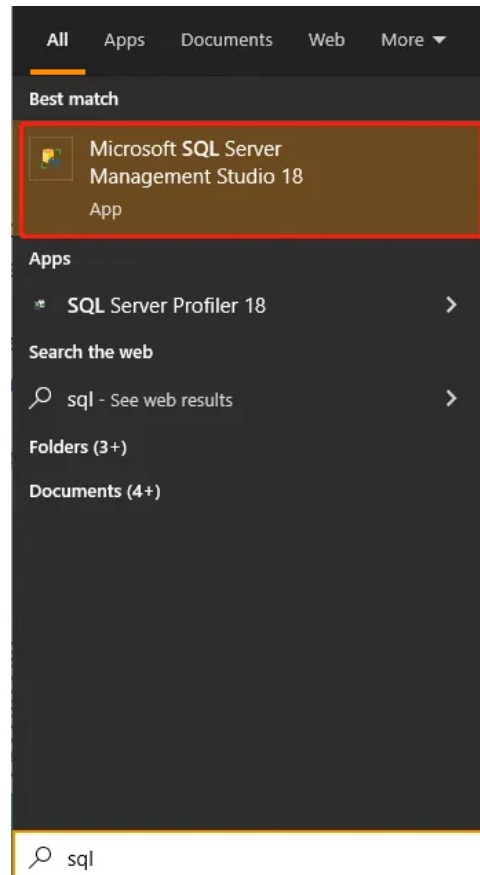 All Apps Documents Web More
Best match
Microsoft SQL Server
Management Studio 18
App
Apps
SQL Server Profiler 18
Search the web
sql - See web results
Folders (3+)
Documents (4+)
sql